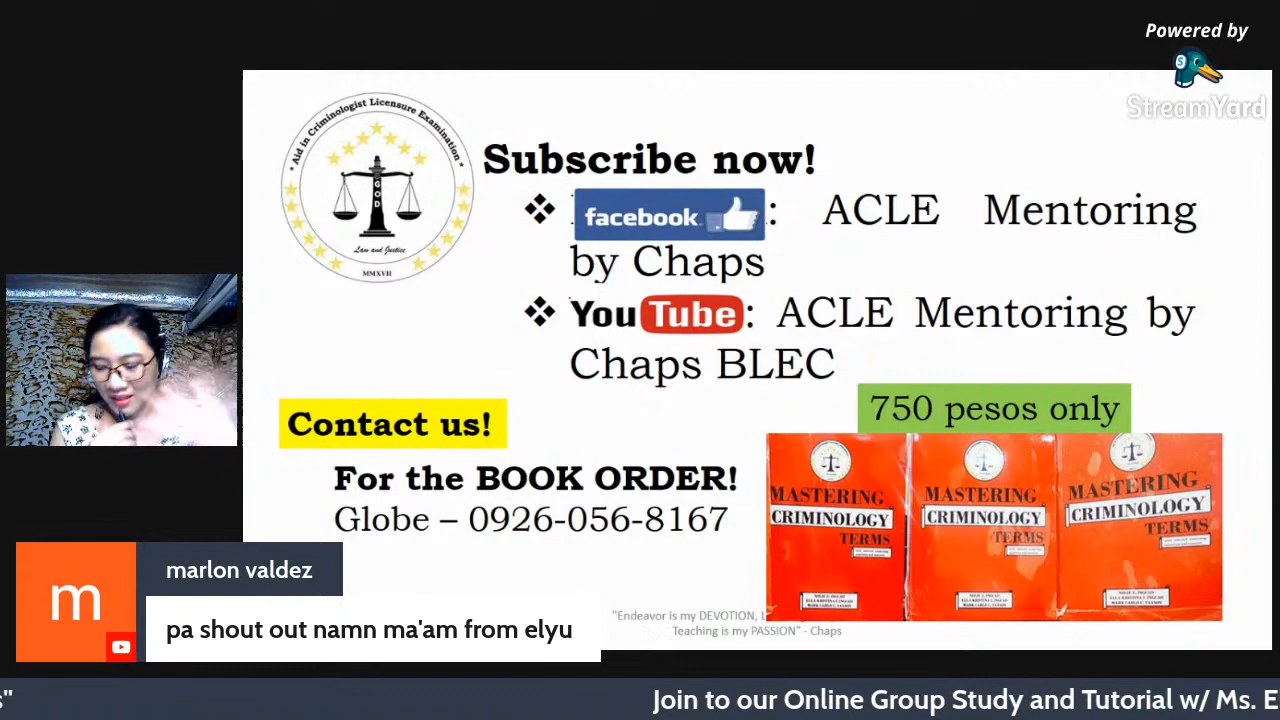 Powered by
StreamYard
* Aid in Criminologist Licensure Examination *
GOD
Law and Justice
MMXVII
Subscribe now!
❖ facebook : ACLE Mentoring
by Chaps
❖ YouTube : ACLE Mentoring by
Chaps BLEC
Contact us!
750 pesos only
For the BOOK ORDER!
Globe – 0926-056-8167
MASTERING
CRIMINOLOGY
TERMS
MASTERING
CRIMINOLOGY
TERMS
MASTERING
CRIMINOLOGY
TERMS
m
marlon valdez
pa shout out namn ma'am from elyu
"Endeavor is my DEVOTION,
Teaching is my PASSION" - Chaps
s"
Join to our Online Group Study and Tutorial w/ Ms. E